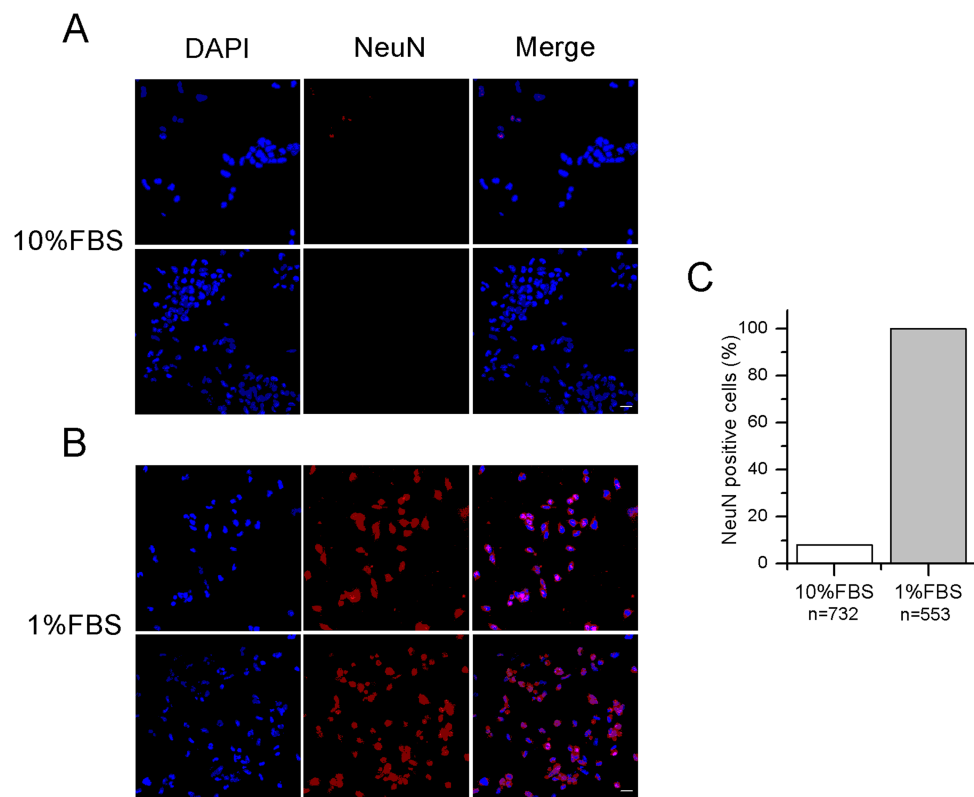 A
DAPI NeuN Merge
10%FBS
B
1%FBS
C
NeuN positive cells (%)
100
80
60
40
20
0
10%FBS 1%FBS
n=732 n=553